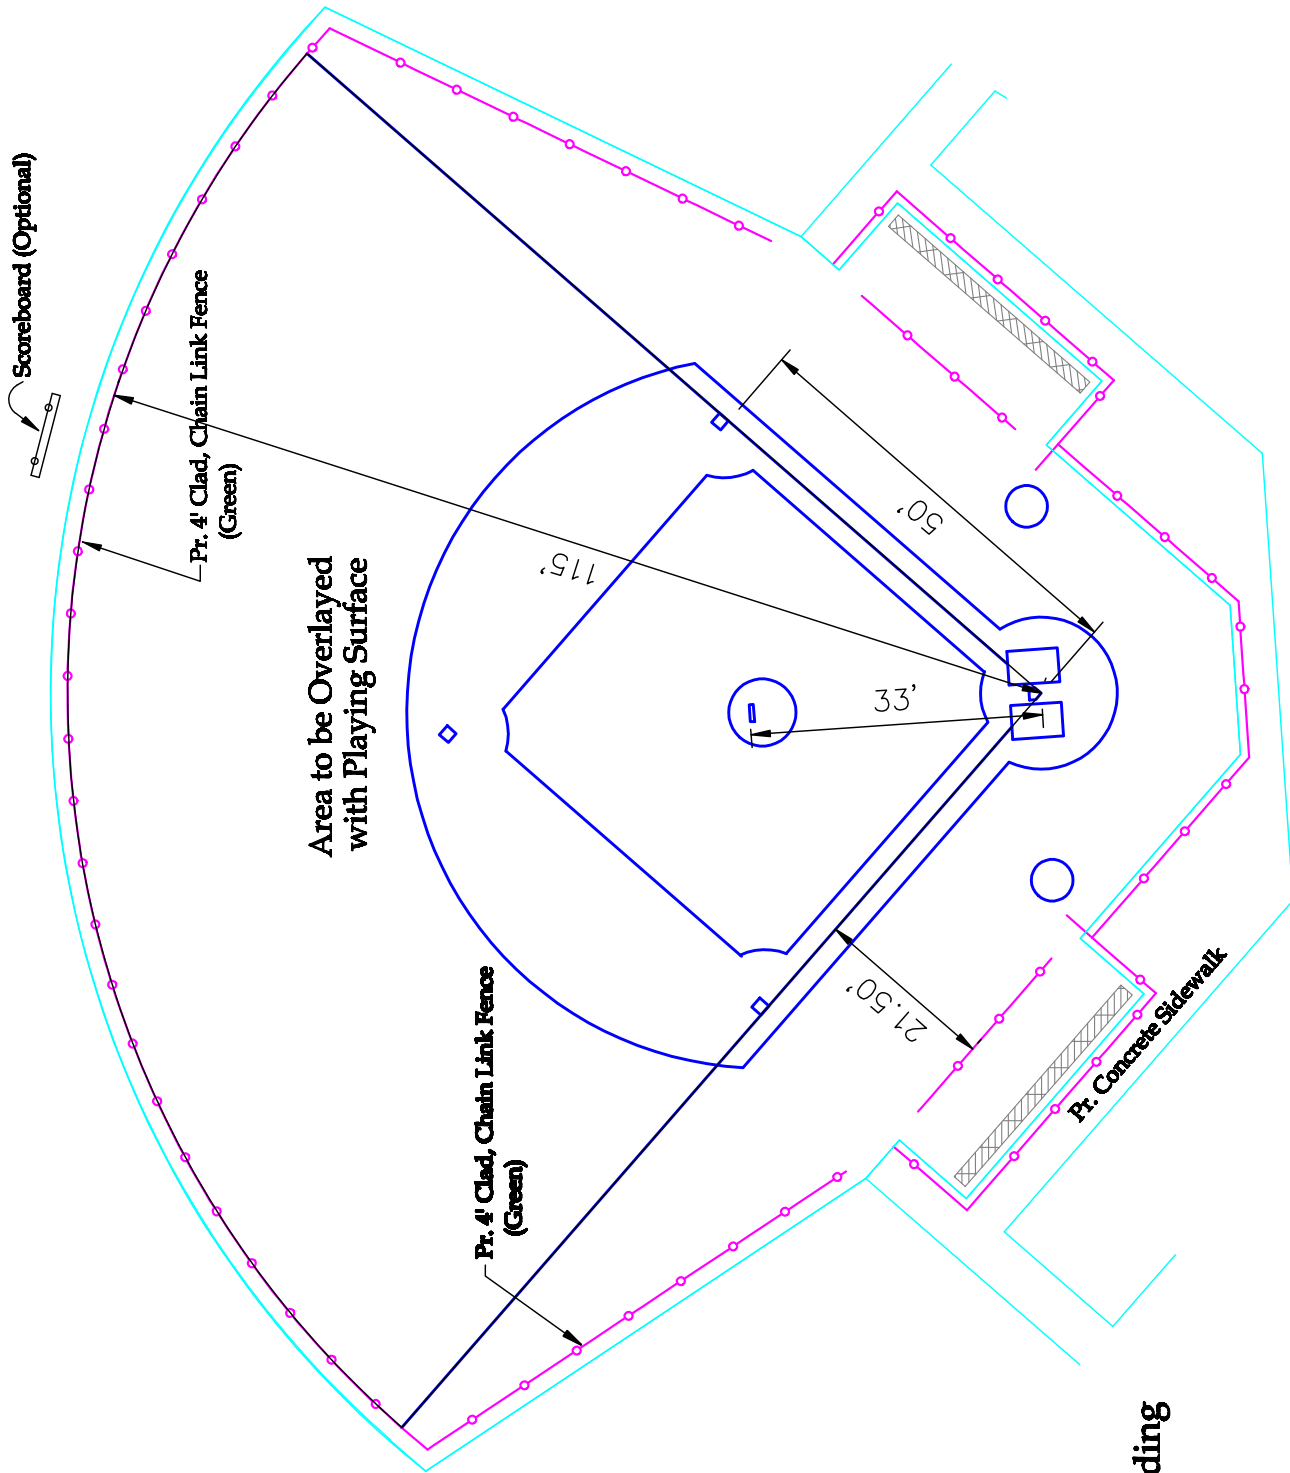 Scoreboard (Optional)
Pr. 4' Clad, Chain Link Fence
(Green)
Area to be Overlayed
with Playing Surface
115'
50'
33'
21.50'
Pr. 4' Clad, Chain Link Fence
(Green)
Pr. Concrete Sidewalk
ding